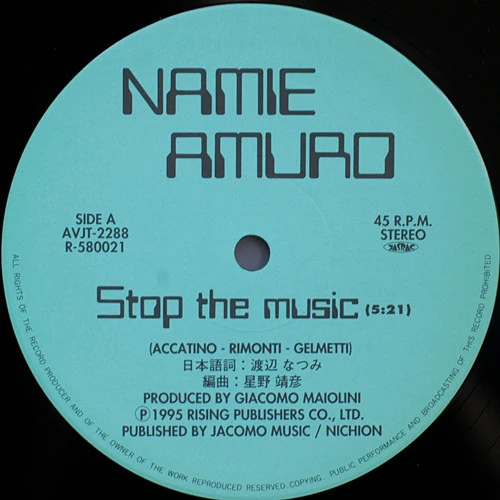 NAMIE
AMURO
SIDE A
AVJT-2288
R-580021
45 R.P.M.
STEREO
JASRAC
Stop the music (5:21)
(ACCATINO - RIMONTI - GELMETTI)
日本語詞：渡辺 なつみ
編曲：星野 靖彦
PRODUCED BY GIACOMO MAIOLINI
Ⓟ1995 RISING PUBLISHERS CO., LTD.
PUBLISHED BY JACOMO MUSIC / NICHION
ALL RIGHTS OF THE RECORD PRODUCER AND OF THE OWNER OF THE WORK REPRODUCED RESERVED.COPYING. PUBLIC PERFORMANCE AND BROADCASTING OF THIS RECORD PROHIBITED